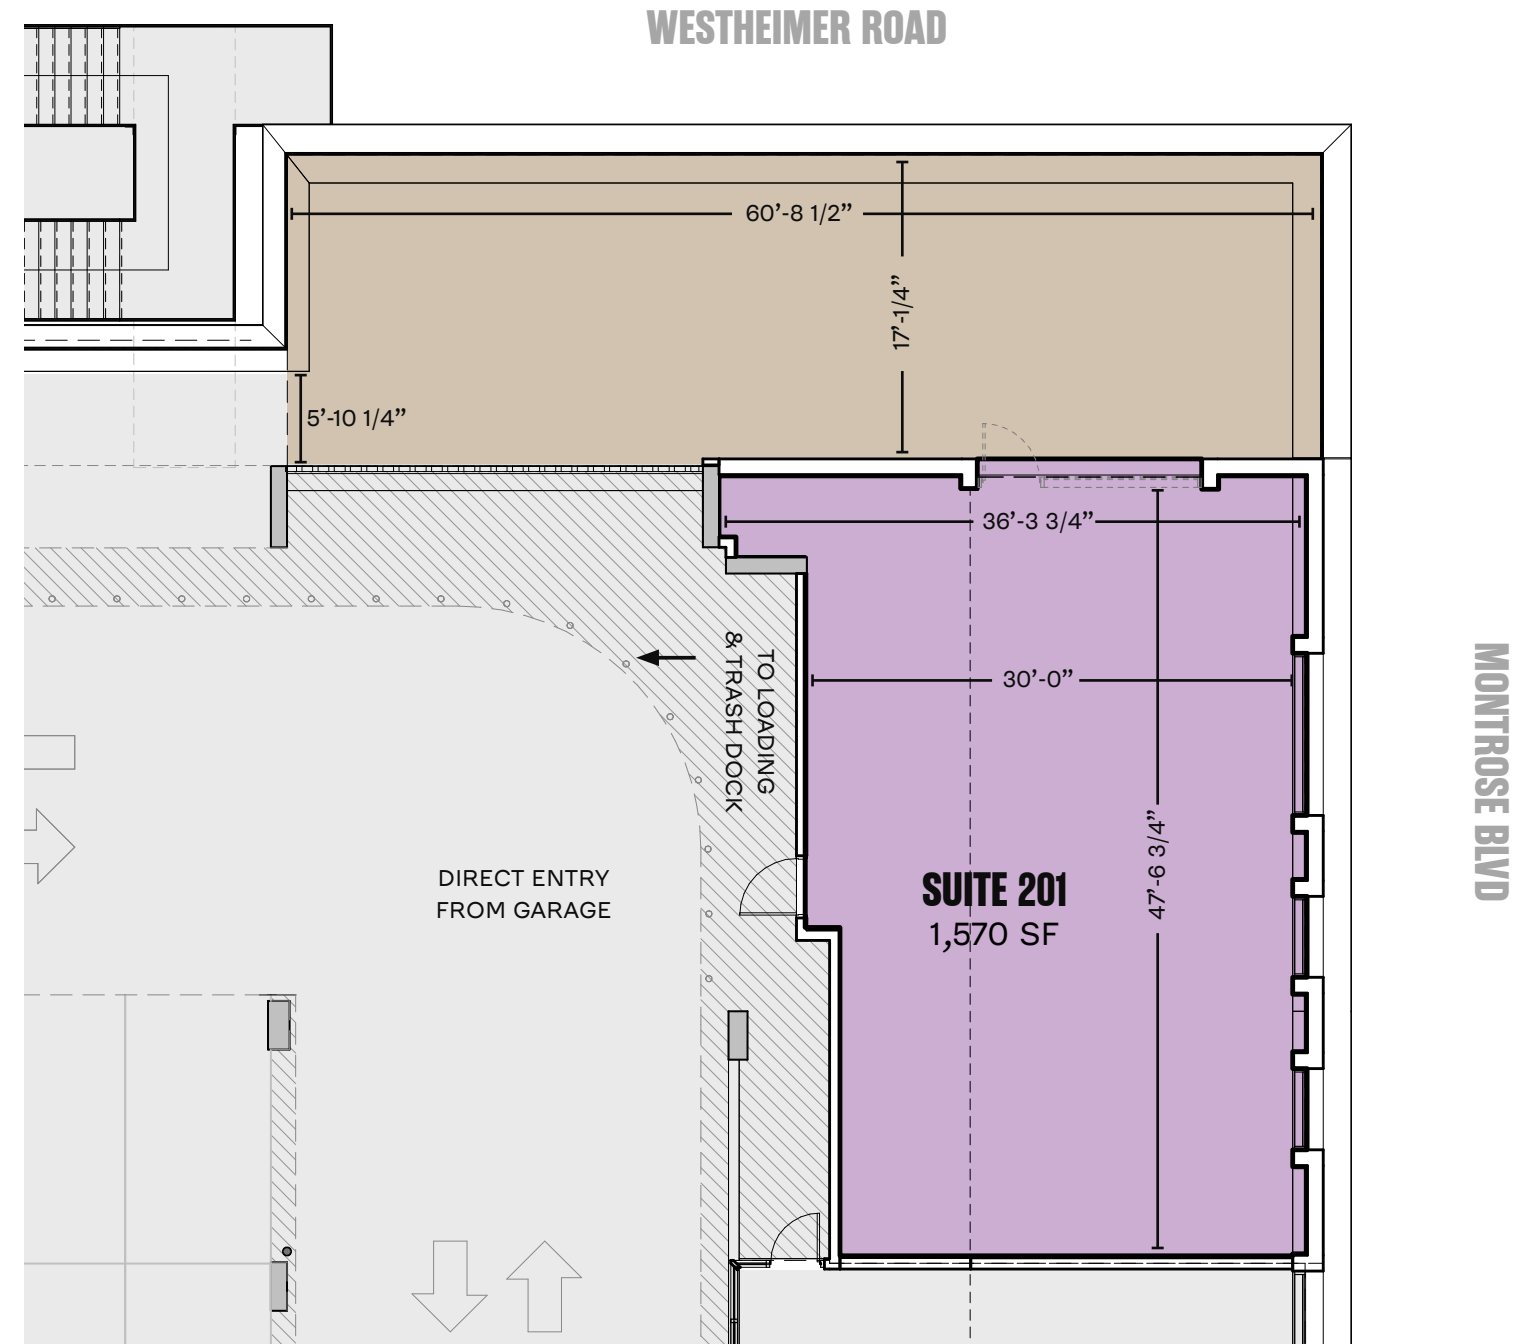 WESTHEIMER ROAD
60’-8 1/2”
17’-1/4”
5’-10 1/4”
36’-3 3/4”
TO LOADING
& TRASH DOCK
30’-0”
MONTROSE BLVD
47’-6 3/4”
DIRECT ENTRY
FROM GARAGE
SUITE 201
1,570 SF